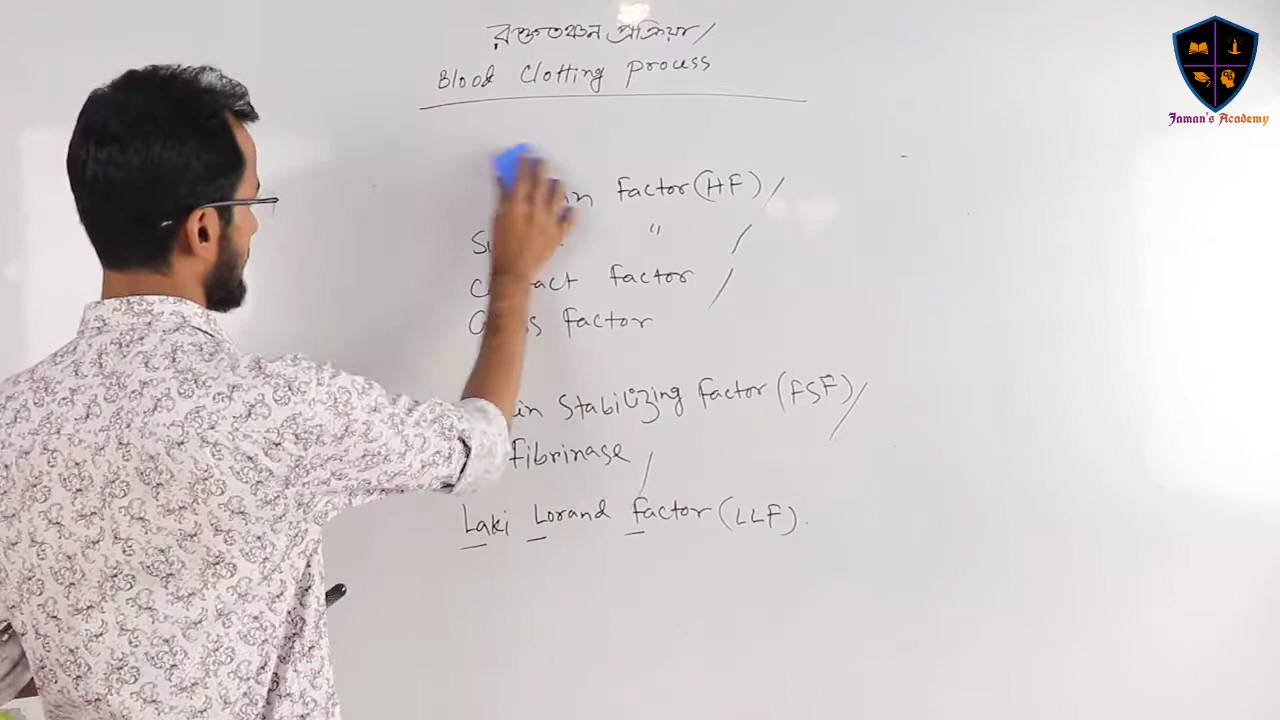 রক্ততঞ্চন প্রক্রিয়া/
Blood Clotting process
Factor (HF) /
" /
Factor /
Factor
Stabilizing Factor (FSF) /
Fibrinase /
Laki Lorand Factor (LLF).
Jaman's Academy